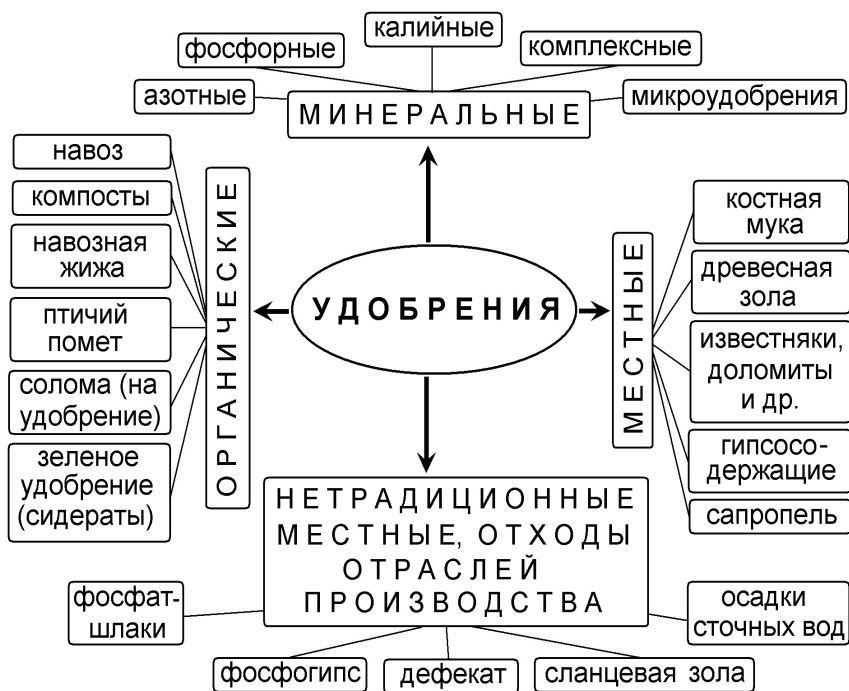 калийные
фосфорные
комплексные
азотные
МИНЕРАЛЬНЫЕ
микроудобрения
навоз
компосты
навозная
жижа
птичий
помет
солома (на
удобрение)
зеленое
удобрение
(сидераты)
ОРГАНИЧЕСКИЕ
УДОБРЕНИЯ
МЕСТНЫЕ
костная
мука
древесная
зола
известняки,
доломиты
и др.
гипсосо-
держащие
сапропель
НЕТРАДИЦИОННЫЕ
МЕСТНЫЕ, ОТХОДЫ
ОТРАСЛЕЙ
ПРОИЗВОДСТВА
фосфат-
шлаки
фосфогипс
дефекат
сланцевая зола
осадки
сточных вод